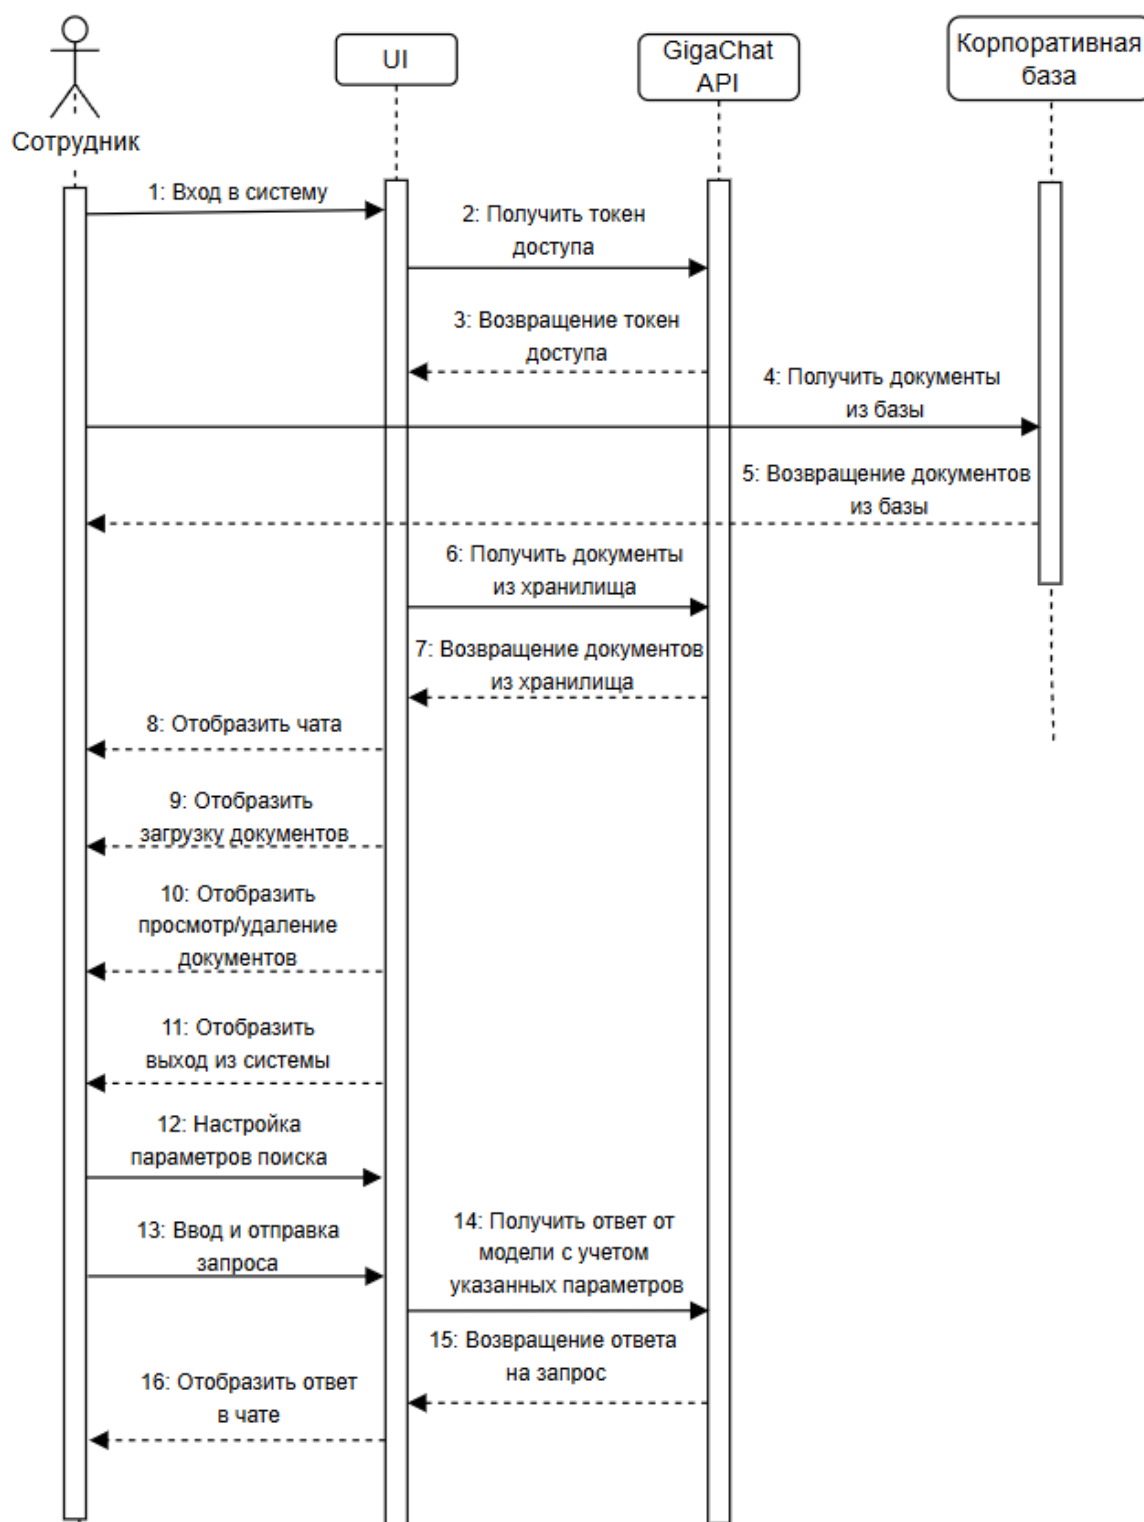 UI
GigaChat
API
Корпоративная
база
Сотрудник
1: Вход в систему
2: Получить токен
доступа
3: Возвращение токен
доступа
4: Получить документы
из базы
5: Возвращение документов
из базы
6: Получить документы
из хранилища
7: Возвращение документов
из хранилища
8: Отобразить чата
9: Отобразить
загрузку документов
10: Отобразить
просмотр/удаление
документов
11: Отобразить
выход из системы
12: Настройка
параметров поиска
13: Ввод и отправка
запроса
14: Получить ответ от
модели с учетом
указанных параметров
15: Возвращение ответа
на запрос
16: Отобразить ответ
в чате